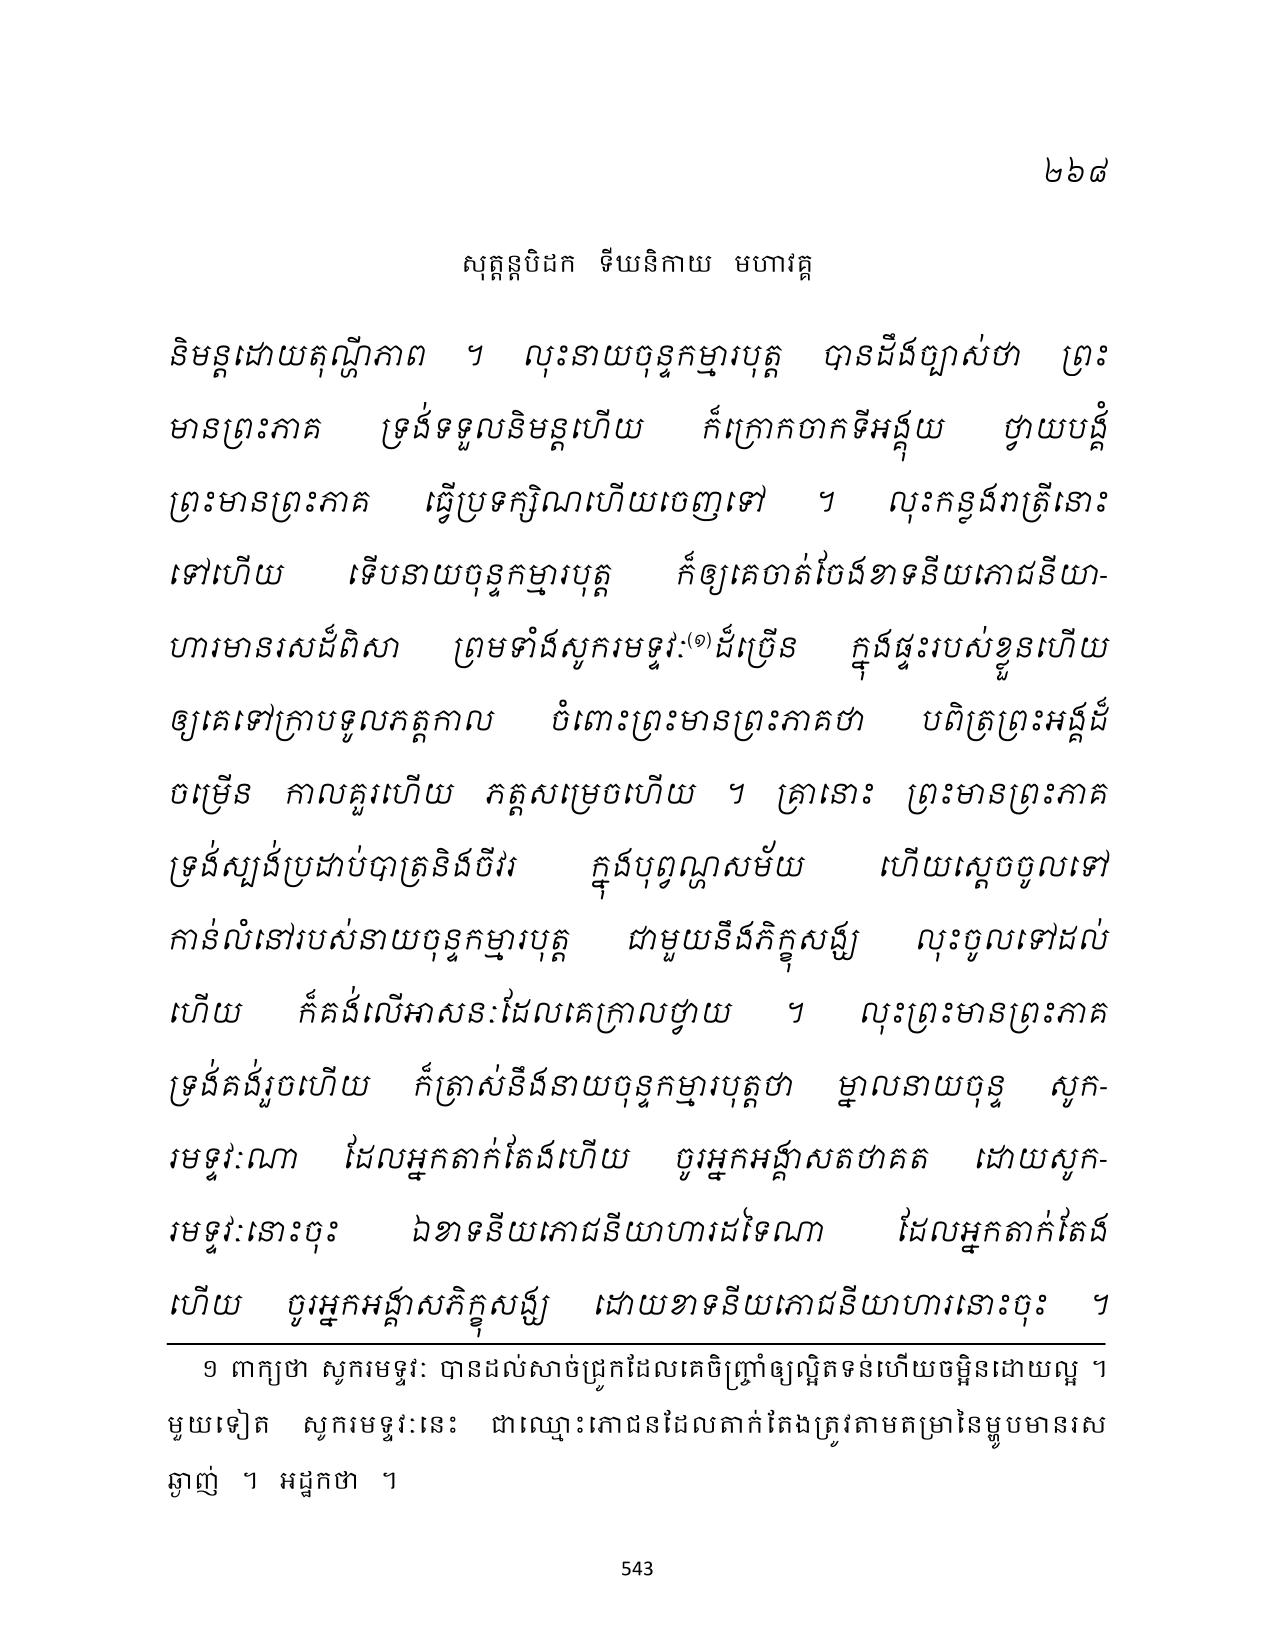 ២៦៨
សុត្តន្តបិដក ទីឃនិកាយ មហាវគ្គ
និមន្តដោយតុណ្ហីភាព ។ លុះនាយចុន្ទកម្មារបុត្ត បានដឹងច្បាស់ថា ព្រះ
មានព្រះភាគ ទ្រង់ទទួលនិមន្តហើយ ក៏ក្រោកចាកទីអង្គុយ ថ្វាយបង្គំ
ព្រះមានព្រះភាគ ធ្វើប្រទក្សិណហើយចេញទៅ ។ លុះកន្លងរាត្រីនោះ
ទៅហើយ ទើបនាយចុន្ទកម្មារបុត្ត ក៏ឲ្យគេចាត់ចែងខាទនីយភោជនីយា-
ហារមានរសដ៏ពិសា ព្រមទាំងសូករមទ្ទវៈ(១)ដ៏ច្រើន ក្នុងផ្ទះរបស់ខ្លួនហើយ
ឲ្យគេទៅក្រាបទូលភត្តកាល ចំពោះព្រះមានព្រះភាគថា បពិត្រព្រះអង្គដ៏
ចម្រើន កាលគួរហើយ ភត្តសម្រេចហើយ ។ គ្រានោះ ព្រះមានព្រះភាគ
ទ្រង់ស្បង់ប្រដាប់បាត្រនិងចីវរ ក្នុងបុព្វណ្ហសម័យ ហើយស្តេចចូលទៅ
កាន់លំនៅរបស់នាយចុន្ទកម្មារបុត្ត ជាមួយនឹងភិក្ខុសង្ឃ លុះចូលទៅដល់
ហើយ ក៏គង់លើអាសនៈដែលគេក្រាលថ្វាយ ។ លុះព្រះមានព្រះភាគ
ទ្រង់គង់រួចហើយ ក៏ត្រាស់នឹងនាយចុន្ទកម្មារបុត្តថា ម្នាលនាយចុន្ទ សូក-
រមទ្ទវៈណា ដែលអ្នកតាក់តែងហើយ ចូរអ្នកអង្គាសតថាគត ដោយសូក-
រមទ្ទវៈនោះចុះ ឯខាទនីយភោជនីយាហារដទៃណា ដែលអ្នកតាក់តែង
ហើយ ចូរអ្នកអង្គាសភិក្ខុសង្ឃ ដោយខាទនីយភោជនីយាហារនោះចុះ ។
១ ពាក្យថា សូករមទ្ទវៈ បានដល់សាច់ជ្រូកដែលគេចិញ្ច្រាំឲ្យល្អិតទន់ហើយចម្អិនដោយល្អ ។
មួយទៀត សូករមទ្ទវៈនេះ ជាឈ្មោះភោជនដែលតាក់តែងត្រូវតាមតម្រានៃម្ហូបមានរស
ឆ្ងាញ់ ។ អដ្ឋកថា ។
543